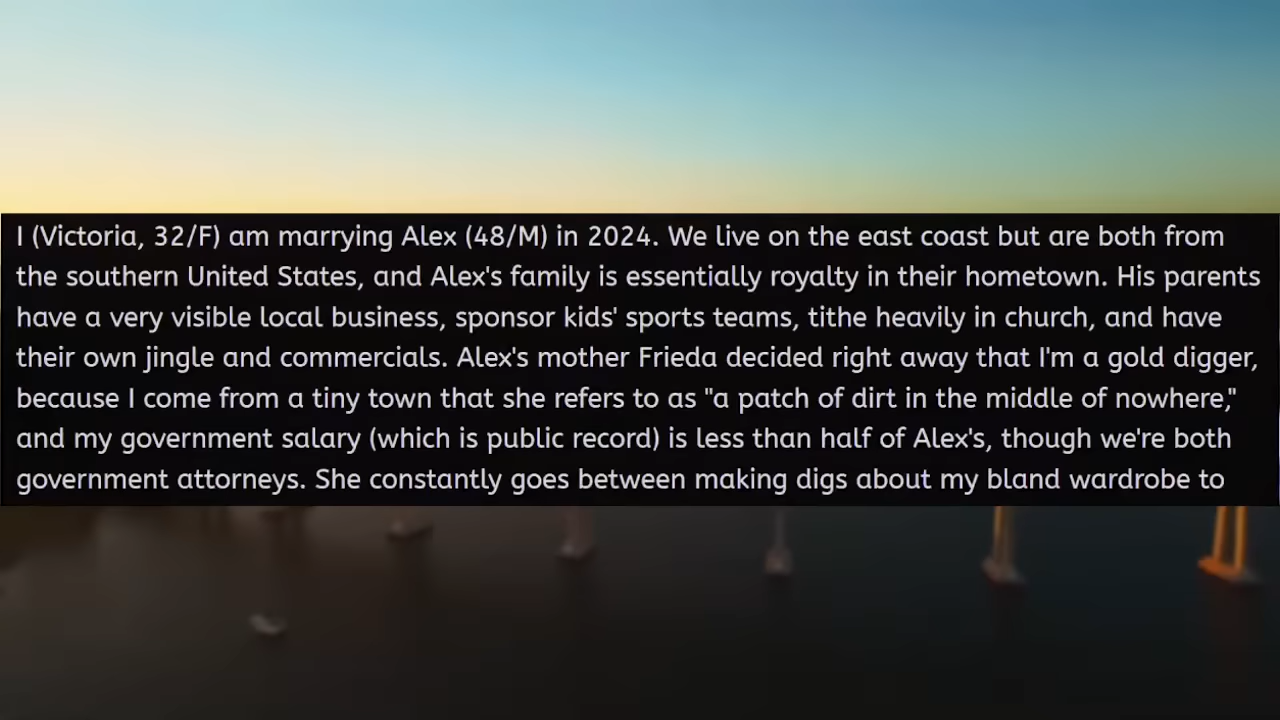 I (Victoria, 32/F) am marrying Alex (48/M) in 2024. We live on the east coast but are both from
the southern United States, and Alex's family is essentially royalty in their hometown. His parents
have a very visible local business, sponsor kids' sports teams, tithe heavily in church, and have
their own jingle and commercials. Alex's mother Frieda decided right away that I'm a gold digger,
because I come from a tiny town that she refers to as "a patch of dirt in the middle of nowhere,"
and my government salary (which is public record) is less than half of Alex's, though we're both
government attorneys. She constantly goes between making digs about my bland wardrobe to